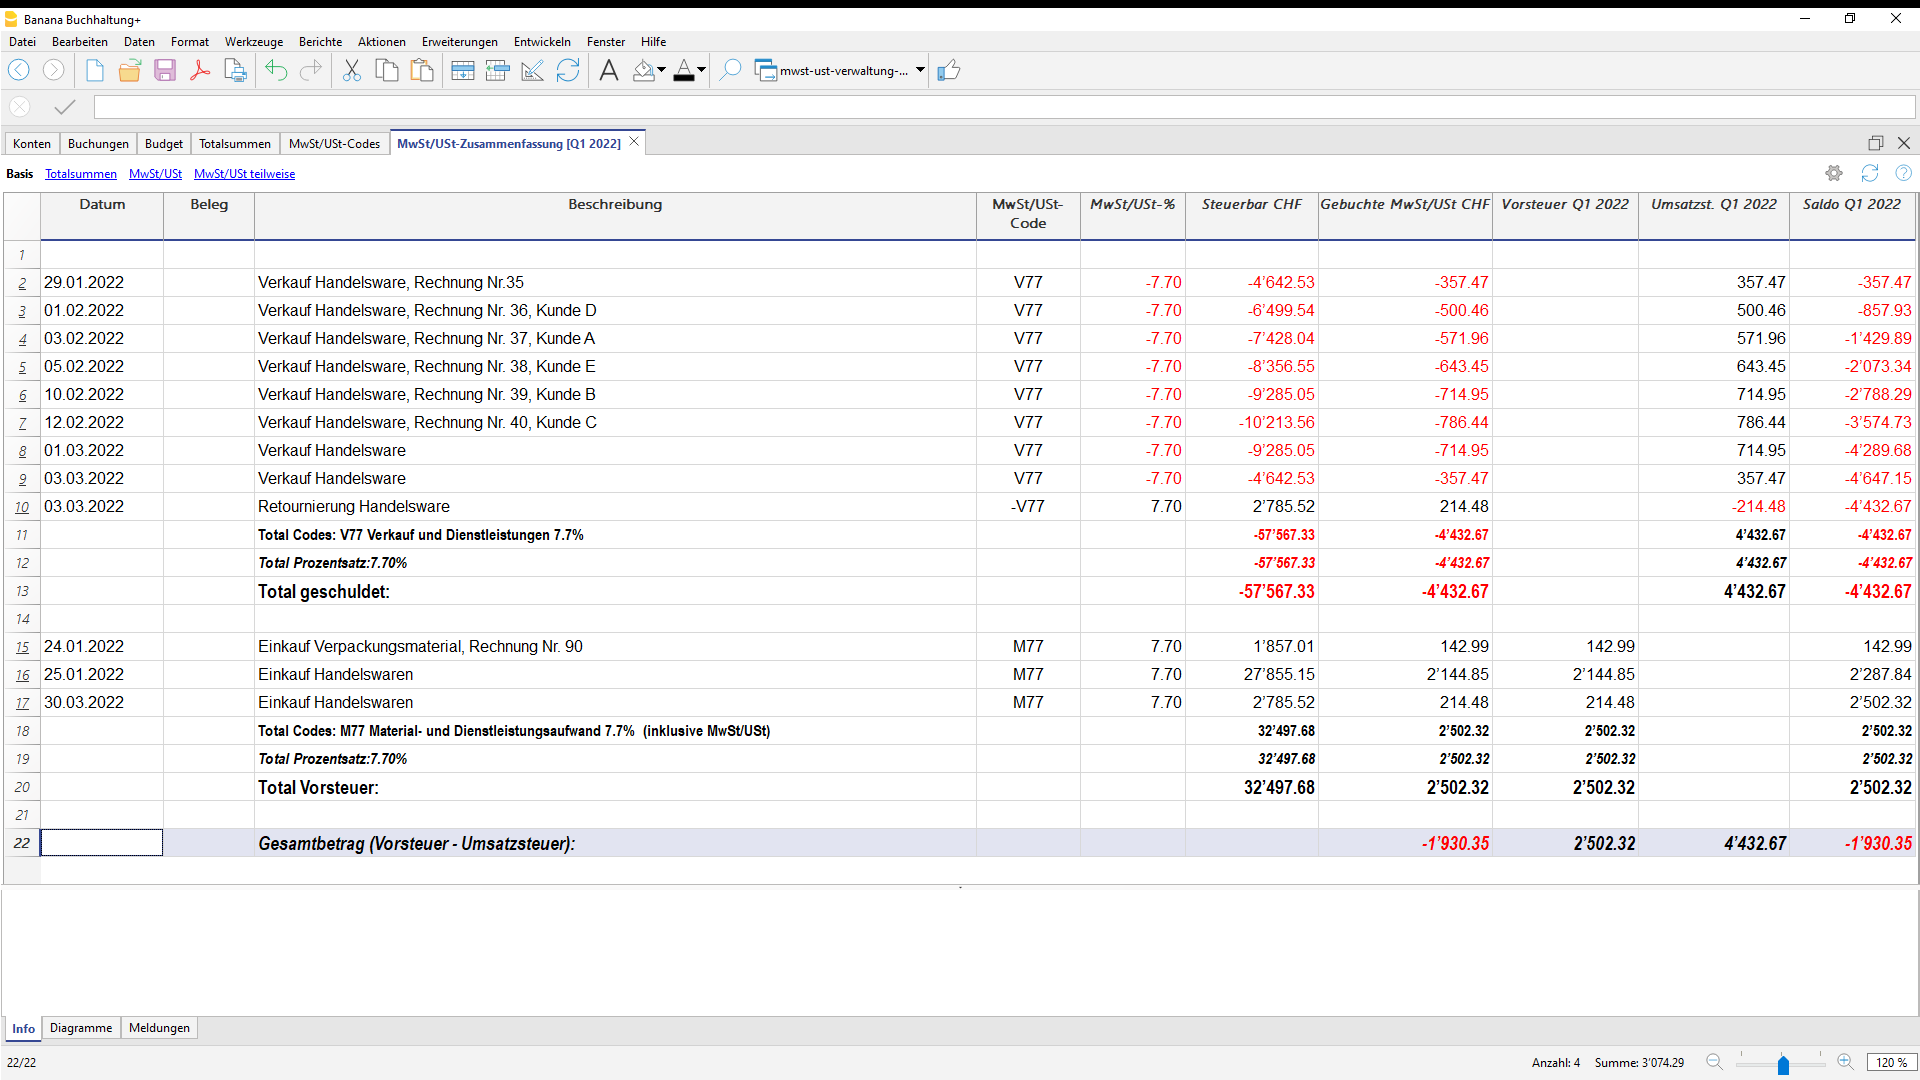 Banana Buchhaltung+
Datei Bearbeiten Daten Format Werkzeuge Berichte Aktionen Erweiterungen Entwickeln Fenster Hilfe
mwst-ust-verwaltung-...
Konten Buchungen Budget Totalsummen MwSt/USt-Codes MwSt/USt-Zusammenfassung [Q1 2022]
Basis Totalsummen MwSt/USt MwSt/USt teilweise
Datum Beleg Beschreibung MwSt/USt-Code MwSt/USt-% Steuerbar CHF Gebuchte MwSt/USt CHF Vorsteuer Q1 2022 Umsatzst. Q1 2022 Saldo Q1 2022
1
2 29.01.2022 Verkauf Handelsware, Rechnung Nr.35 V77 -7.70 -4’642.53 -357.47 357.47 -357.47
3 01.02.2022 Verkauf Handelsware, Rechnung Nr. 36, Kunde D V77 -7.70 -6’499.54 -500.46 500.46 -857.93
4 03.02.2022 Verkauf Handelsware, Rechnung Nr. 37, Kunde A V77 -7.70 -7’428.04 -571.96 571.96 -1’429.89
5 05.02.2022 Verkauf Handelsware, Rechnung Nr. 38, Kunde E V77 -7.70 -8’356.55 -643.45 643.45 -2’073.34
6 10.02.2022 Verkauf Handelsware, Rechnung Nr. 39, Kunde B V77 -7.70 -9’285.05 -714.95 714.95 -2’788.29
7 12.02.2022 Verkauf Handelsware, Rechnung Nr. 40, Kunde C V77 -7.70 -10’213.56 -786.44 786.44 -3’574.73
8 01.03.2022 Verkauf Handelsware V77 -7.70 -9’285.05 -714.95 714.95 -4’289.68
9 03.03.2022 Verkauf Handelsware V77 -7.70 -4’642.53 -357.47 357.47 -4’647.15
10 03.03.2022 Retournierung Handelsware -V77 7.70 2’785.52 214.48 -214.48 -4’432.67
11 Total Codes: V77 Verkauf und Dienstleistungen 7.7% -57’567.33 -4’432.67 4’432.67 -4’432.67
12 Total Prozentsatz:7.70% -57’567.33 -4’432.67 4’432.67 -4’432.67
13 Total geschuldet: -57’567.33 -4’432.67 4’432.67 -4’432.67
14
15 24.01.2022 Einkauf Verpackungsmaterial, Rechnung Nr. 90 M77 7.70 1’857.01 142.99 142.99 142.99
16 25.01.2022 Einkauf Handelswaren M77 7.70 27’855.15 2’144.85 2’144.85 2’287.84
17 30.03.2022 Einkauf Handelswaren M77 7.70 2’785.52 214.48 214.48 2’502.32
18 Total Codes: M77 Material- und Dienstleistungsaufwand 7.7% (inklusive MwSt/USt) 32’497.68 2’502.32 2’502.32 2’502.32
19 Total Prozentsatz:7.70% 32’497.68 2’502.32 2’502.32 2’502.32
20 Total Vorsteuer: 32’497.68 2’502.32 2’502.32 2’502.32
21
22 Gesamtbetrag (Vorsteuer - Umsatzsteuer): -1’930.35 2’502.32 4’432.67 -1’930.35
Info Diagramme Meldungen
22/22 Anzahl: 4 Summe: 3’074.29 120 %